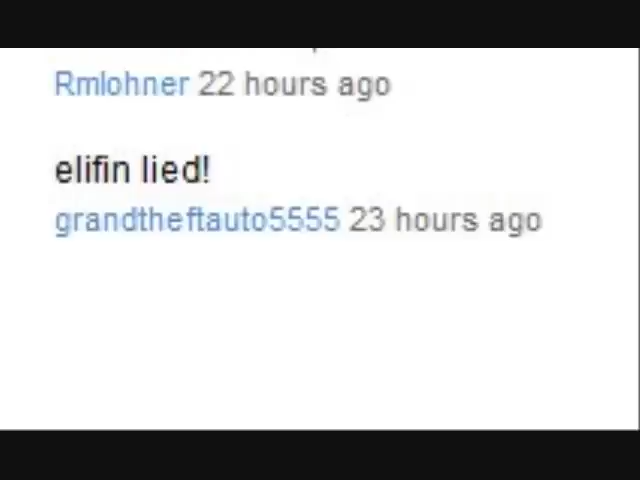 Rmlohner 22 hours ago
elifin lied!
grandtheftauto5555 23 hours ago